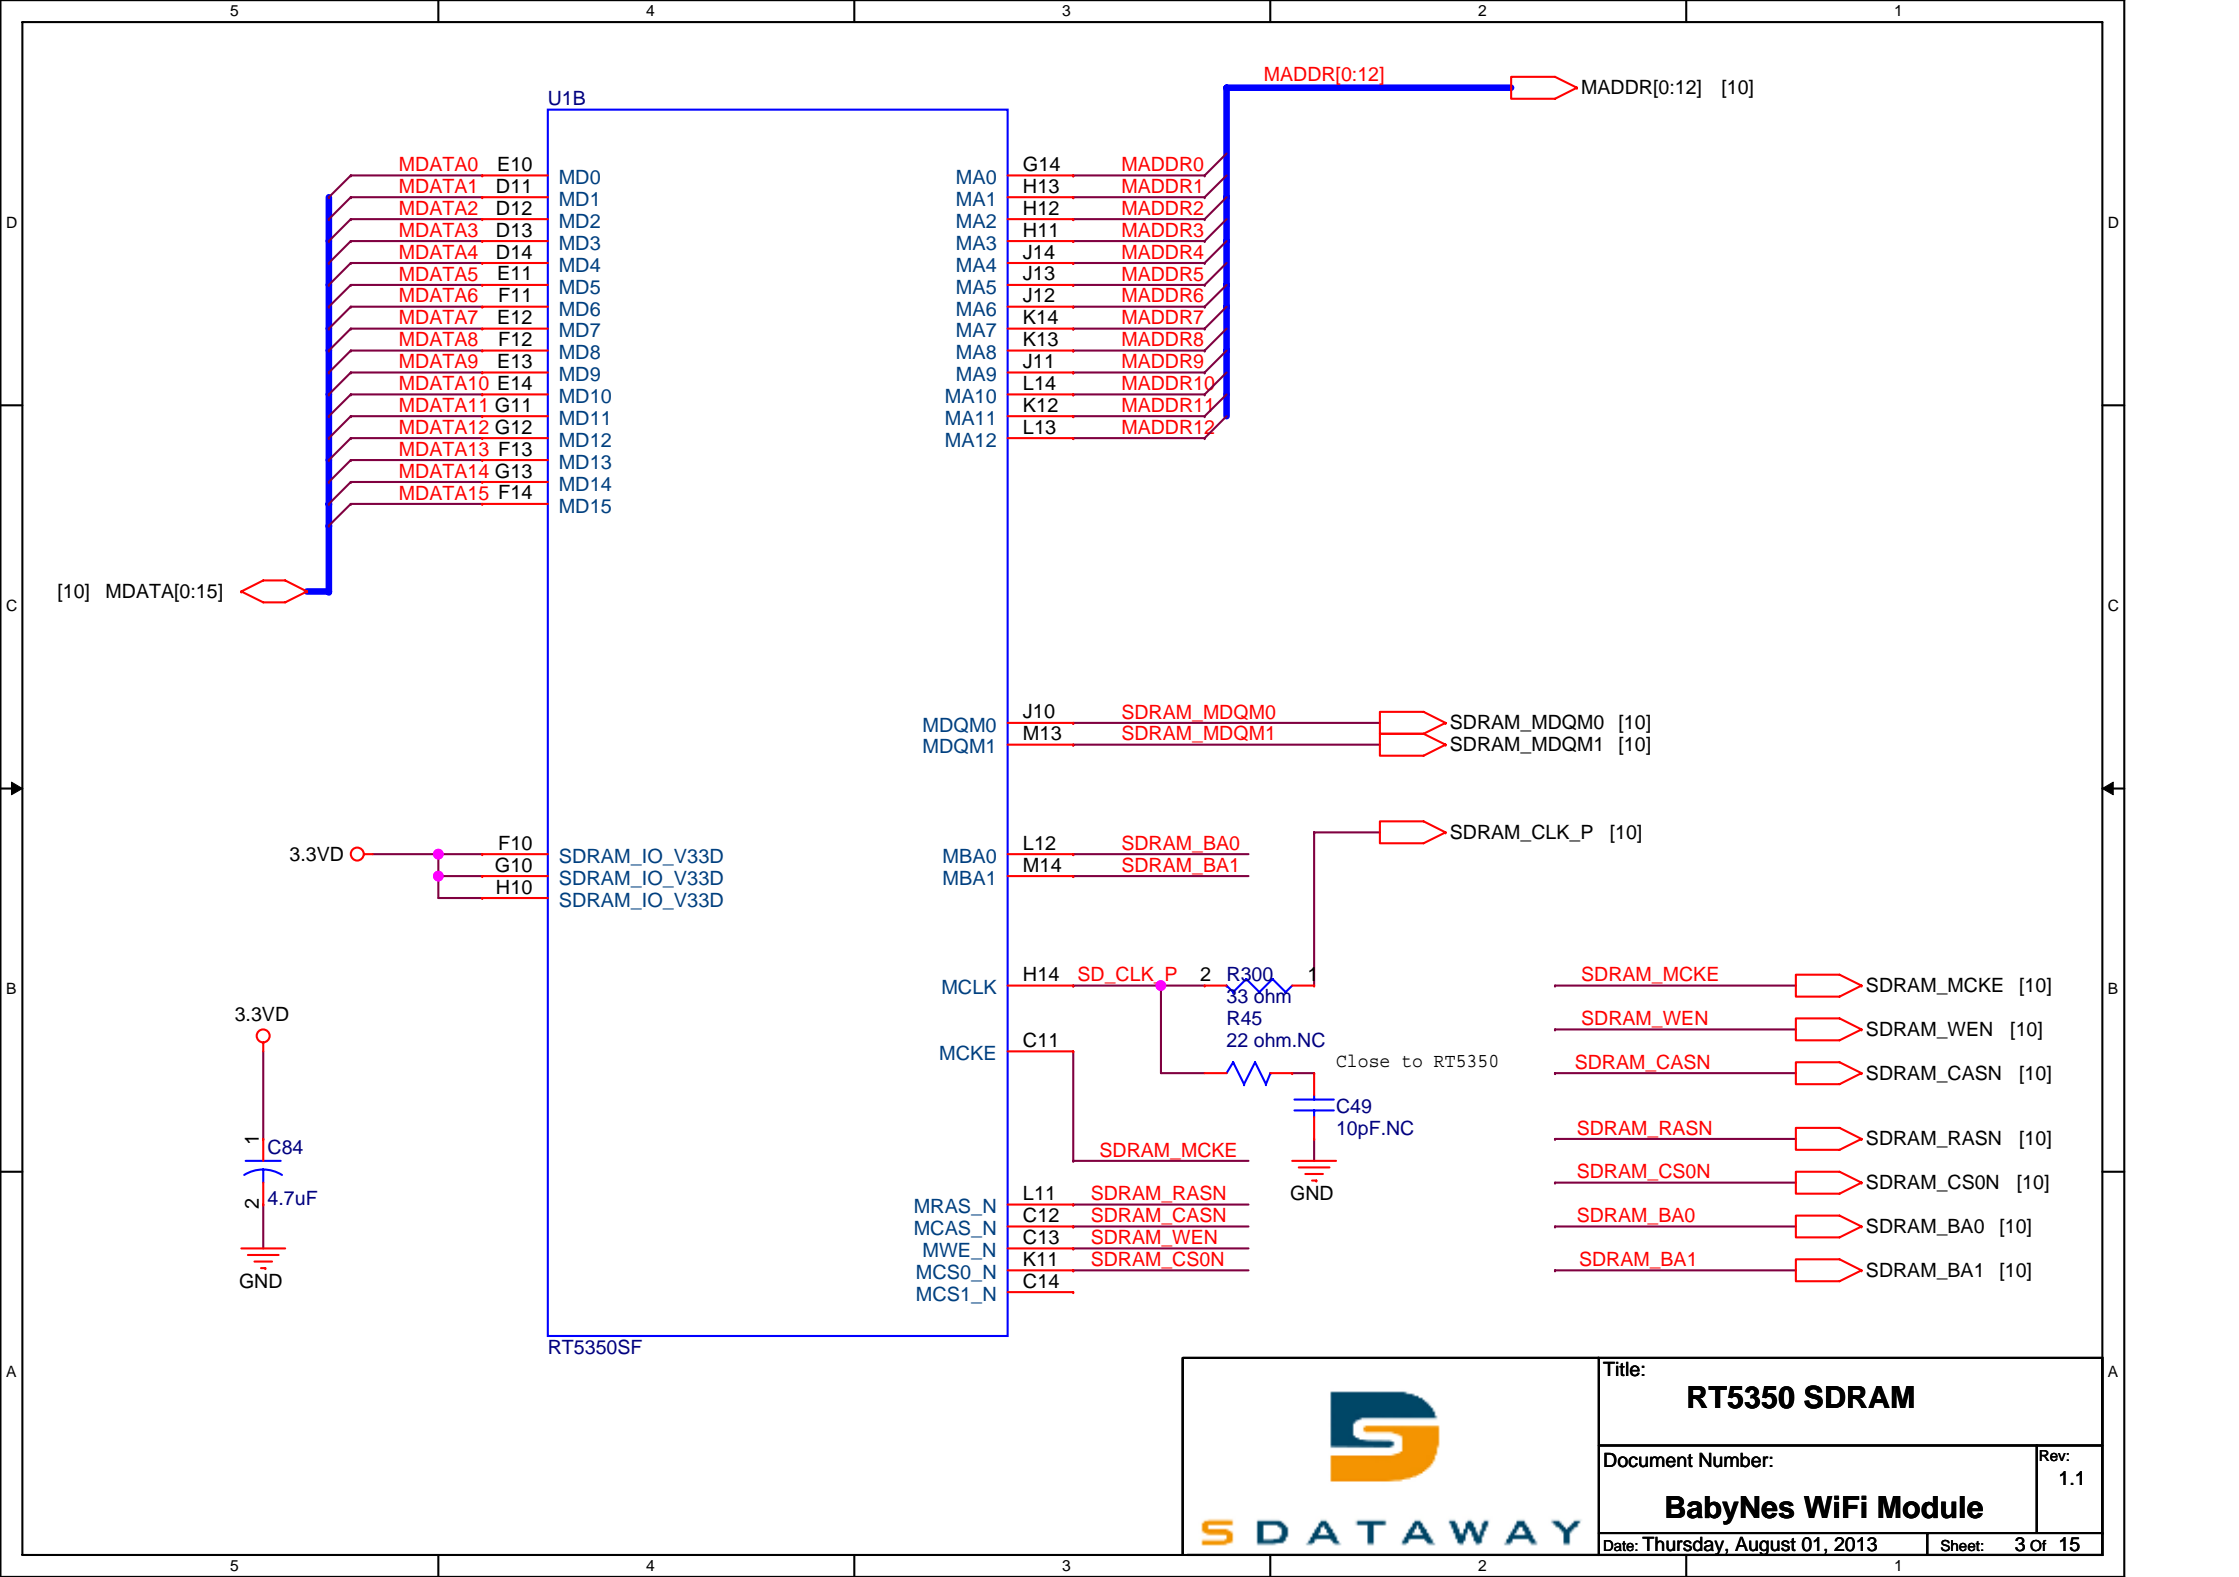 5 4 3 2 1
MADDR[0:12]
MADDR[0:12] [10]
U1B
MDATA0 E10 MD0 MA0 G14 MADDR0
MDATA1 D11 MD1 MA1 H13 MADDR1
MDATA2 D12 MD2 MA2 H12 MADDR2
MDATA3 D13 MD3 MA3 H11 MADDR3
MDATA4 D14 MD4 MA4 J14 MADDR4
MDATA5 E11 MD5 MA5 J13 MADDR5
MDATA6 F11 MD6 MA6 J12 MADDR6
MDATA7 E12 MD7 MA7 K14 MADDR7
MDATA8 F12 MD8 MA8 K13 MADDR8
MDATA9 E13 MD9 MA9 J11 MADDR9
MDATA10 E14 MD10 MA10 L14 MADDR10
MDATA11 G11 MD11 MA11 K12 MADDR11
MDATA12 G12 MD12 MA12 L13 MADDR12
MDATA13 F13 MD13
MDATA14 G13 MD14
MDATA15 F14 MD15
D D
[10] MDATA[0:15]
C C
MDQM0 J10 SDRAM_MDQM0 SDRAM_MDQM0 [10]
MDQM1 M13 SDRAM_MDQM1 SDRAM_MDQM1 [10]
SDRAM_CLK_P [10]
3.3VD F10 SDRAM_IO_V33D MBA0 L12 SDRAM_BA0
G10 SDRAM_IO_V33D MBA1 M14 SDRAM_BA1
H10 SDRAM_IO_V33D
MCLK H14 SD_CLK_P 2 R300 1
33 ohm
R45
22 ohm.NC
Close to RT5350
MCKE C11
C49
10pF.NC
GND
SDRAM_MCKE
MRAS_N L11 SDRAM_RASN
MCAS_N C12 SDRAM_CASN
MWE_N C13 SDRAM_WEN
MCS0_N K11 SDRAM_CS0N
MCS1_N C14
B B
3.3VD
1
C84
2
4.7uF
GND
SDRAM_MCKE SDRAM_MCKE [10]
SDRAM_WEN SDRAM_WEN [10]
SDRAM_CASN SDRAM_CASN [10]
SDRAM_RASN SDRAM_RASN [10]
SDRAM_CS0N SDRAM_CS0N [10]
SDRAM_BA0 SDRAM_BA0 [10]
SDRAM_BA1 SDRAM_BA1 [10]
RT5350SF
A A
SDATAWAY
Title:
RT5350 SDRAM
Document Number:
BabyNes WiFi Module
Rev:
1.1
Date: Thursday, August 01, 2013
Sheet: 3 Of 15
5 4 3 2 1